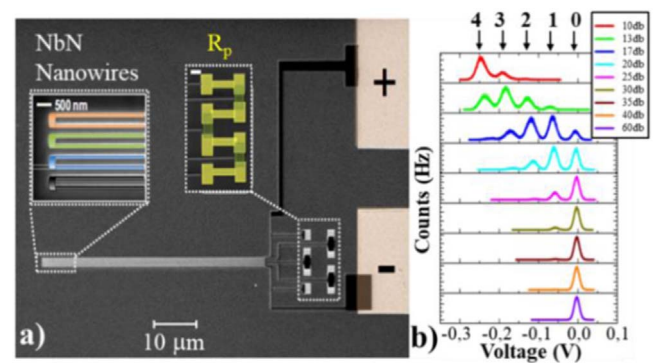 NbN
Nanowires
500 nm
Rp
+
-
a)
10 µm
4 3 2 1 0
10db
13db
17db
20db
25db
30db
35db
40db
60db
Counts (Hz)
b)
-0,3 -0,2 -0,1 0,0 0,1
Voltage (V)